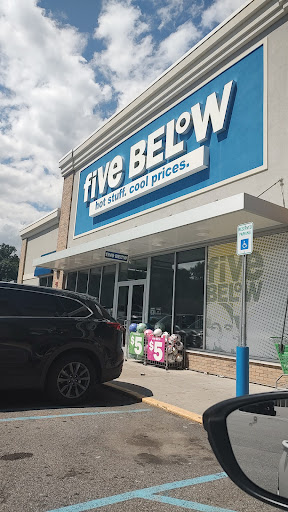 five BELOW
hot stuff. cool prices.
five
BELOW
$5
$5